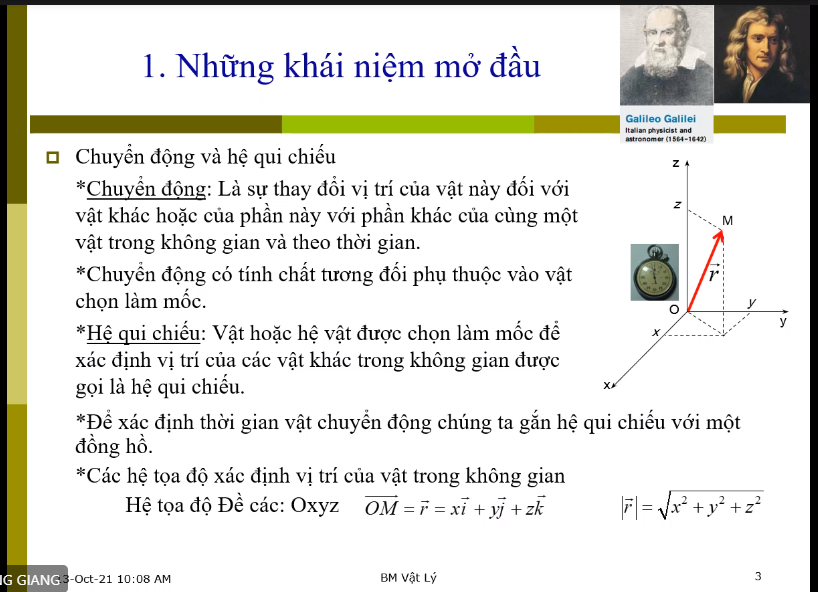 1. Những khái niệm mở đầu
Galileo Galilei
Italian physicist and
astronomer (1564-1642)
Chuyển động và hệ qui chiếu
*Chuyển động: Là sự thay đổi vị trí của vật này đối với
vật khác hoặc của phần này với phần khác của cùng một
vật trong không gian và theo thời gian.
*Chuyển động có tính chất tương đối phụ thuộc vào vật
chọn làm mốc.
*Hệ qui chiếu: Vật hoặc hệ vật được chọn làm mốc để
xác định vị trí của các vật khác trong không gian được
gọi là hệ qui chiếu.
z
z
M
r⃗
O
y
y
x
x
*Để xác định thời gian vật chuyển động chúng ta gắn hệ qui chiếu với một
đồng hồ.
*Các hệ tọa độ xác định vị trí của vật trong không gian
Hệ tọa độ Đề các: Oxyz $\overrightarrow{OM} = \vec{r} = x\vec{i} + y\vec{j} + z\vec{k}$ $|\vec{r}| = \sqrt{x^2 + y^2 + z^2}$
GIANG
3-Oct-21 10:08 AM
BM Vật Lý
3